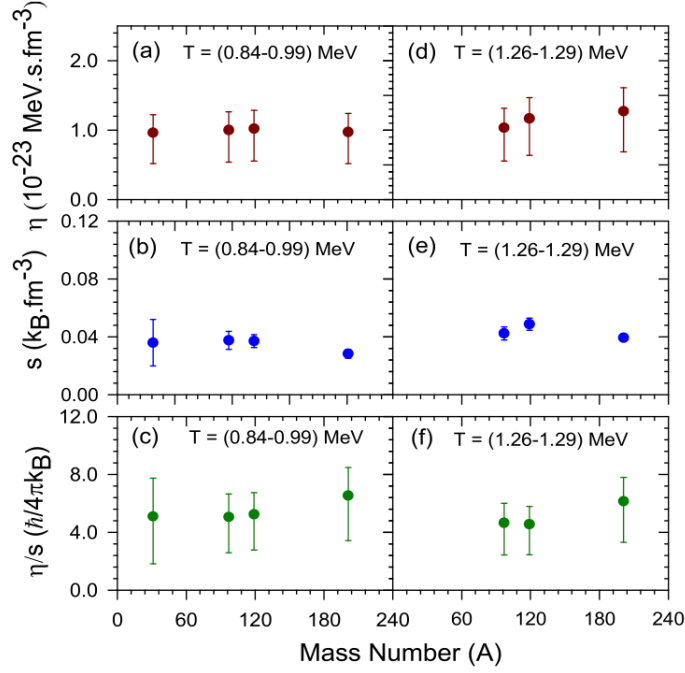 (a) T = (0.84-0.99) MeV
(d) T = (1.26-1.29) MeV
η (10⁻²³ MeV.s.fm⁻³)
2.0
1.0
0.0
(b) T = (0.84-0.99) MeV
(e) T = (1.26-1.29) MeV
s (k_B.fm⁻³)
0.12
0.08
0.04
0.00
(c) T = (0.84-0.99) MeV
(f) T = (1.26-1.29) MeV
η/s (ℏ/4πk_B)
12.0
8.0
4.0
0.0
0 60 120 180 240 0 60 120 180 240
Mass Number (A)